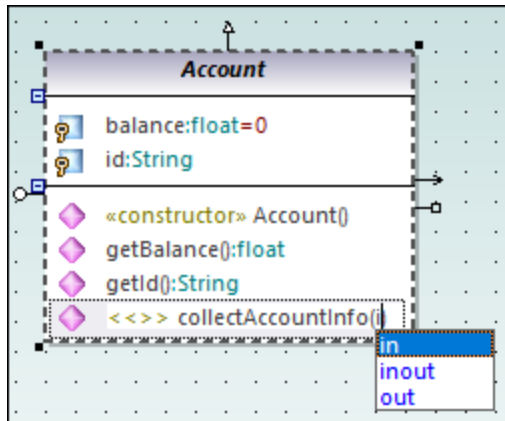 Account
balance:float=0
id:String
«constructor» Account()
getBalance():float
getId():String
<<>> collectAccountInfo(i)
in
inout
out